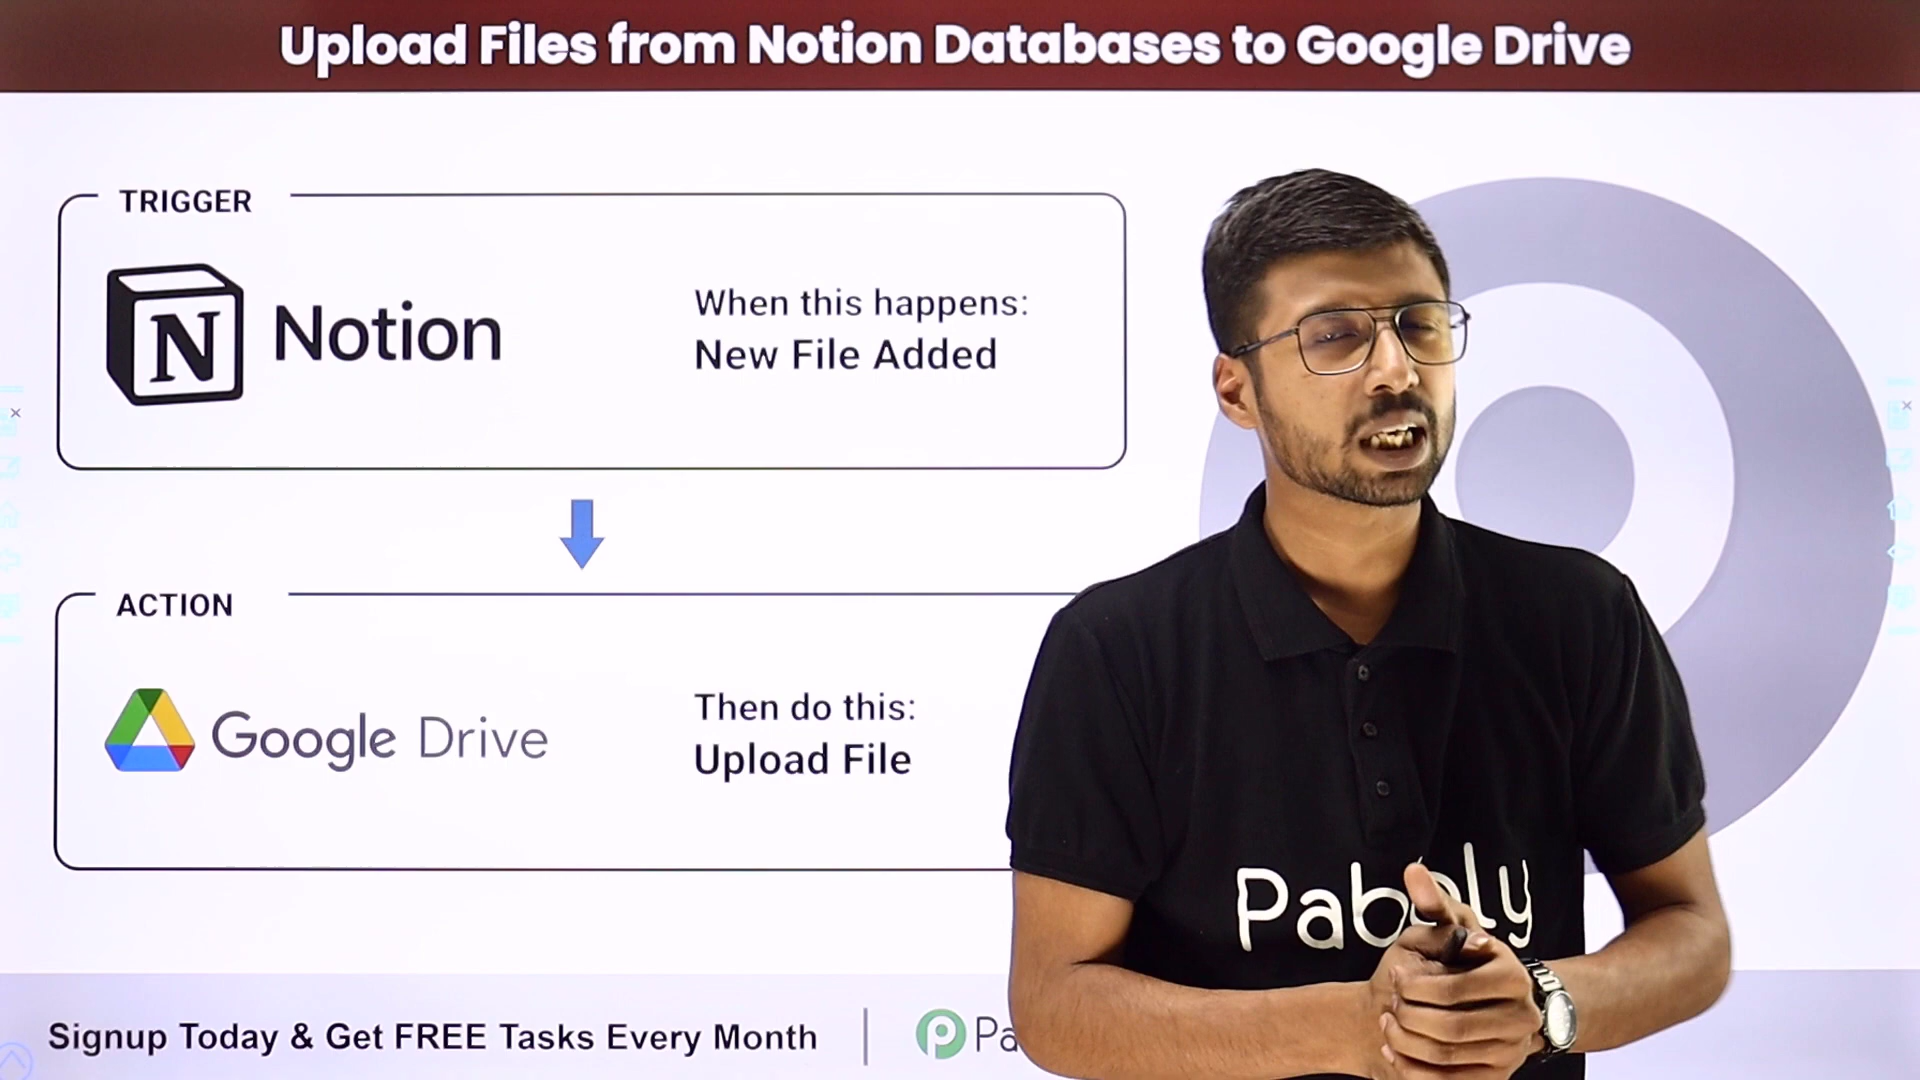 Upload Files from Notion Databases to Google Drive
TRIGGER
N Notion
When this happens:
New File Added
ACTION
Google Drive
Then do this:
Upload File
Pabbly
Signup Today & Get FREE Tasks Every Month
Pa